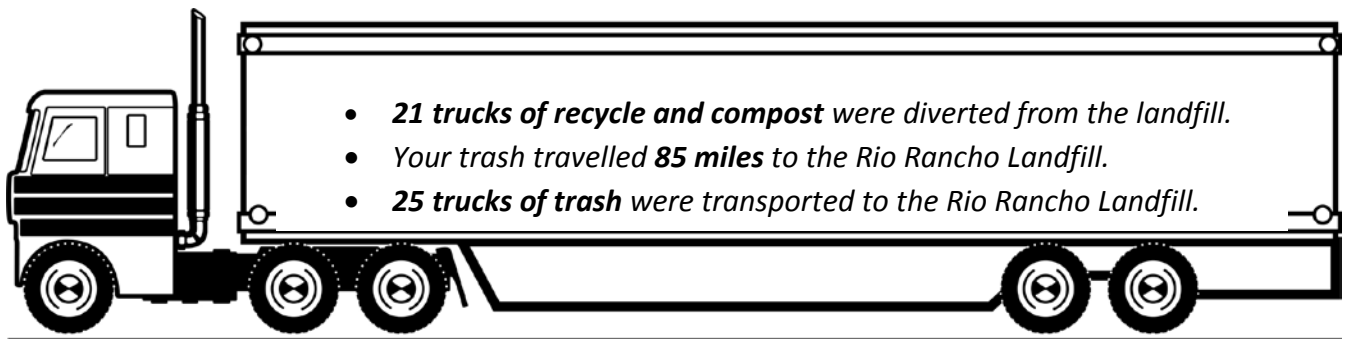 • 21 trucks of recycle and compost were diverted from the landfill.
• Your trash travelled 85 miles to the Rio Rancho Landfill.
• 25 trucks of trash were transported to the Rio Rancho Landfill.